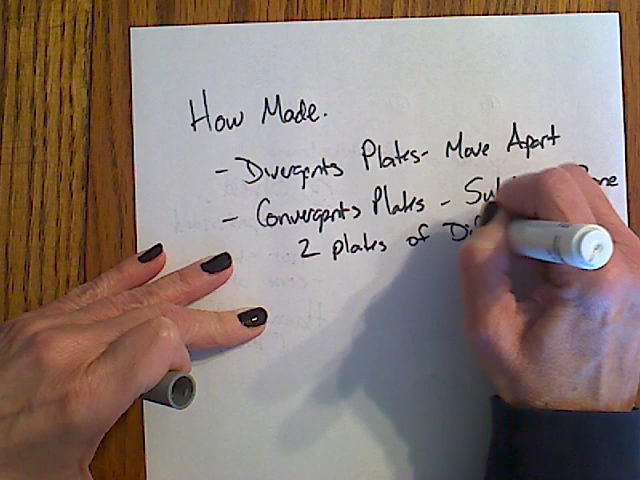 How Made.
- Divergents Plates- Move Apart
- Convergents Plates -
2 plates of